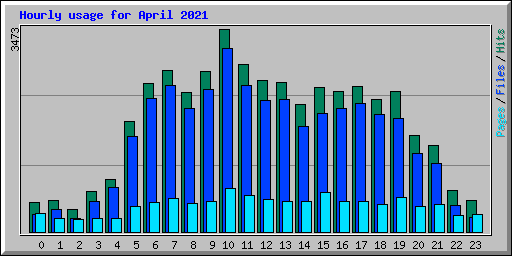 Hourly usage for April 2021
3473
Pages/Files/Hits
0 1 2 3 4 5 6 7 8 9 10 11 12 13 14 15 16 17 18 19 20 21 22 23